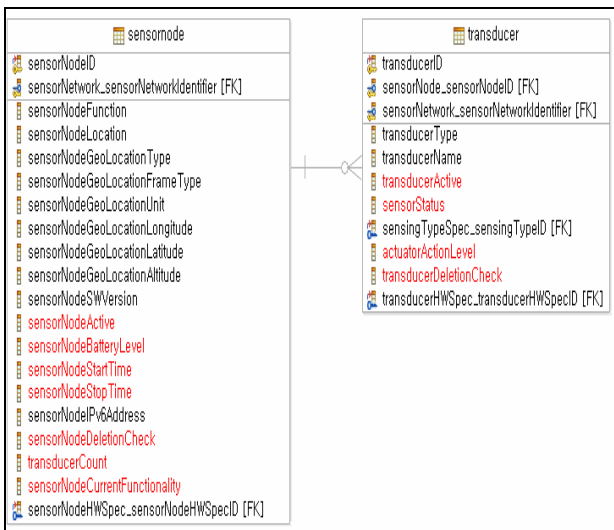 sensornode
sensorNodeID
sensorNetwork_sensorNetworkIdentifier [FK]
sensorNodeFunction
sensorNodeLocation
sensorNodeGeoLocationType
sensorNodeGeoLocationFrameType
sensorNodeGeoLocationUnit
sensorNodeGeoLocationLongitude
sensorNodeGeoLocationLatitude
sensorNodeGeoLocationAltitude
sensorNodeSWVersion
sensorNodeActive
sensorNodeBatteryLevel
sensorNodeStartTime
sensorNodeStopTime
sensorNodeIPv6Address
sensorNodeDeletionCheck
transducerCount
sensorNodeCurrentFunctionality
sensorNodeHWSpec_sensorNodeHWSpecID [FK]
transducer
transducerID
sensorNode_sensorNodeID [FK]
sensorNetwork_sensorNetworkIdentifier [FK]
transducerType
transducerName
transducerActive
sensorStatus
sensingTypeSpec_sensingTypeID [FK]
actuatorActionLevel
transducerDeletionCheck
transducerHWSpec_transducerHWSpecID [FK]